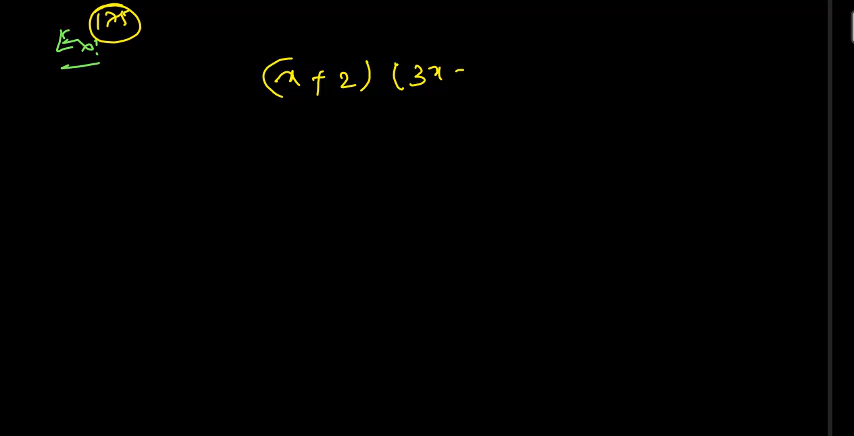 Ex:
(x + 2) (3x -